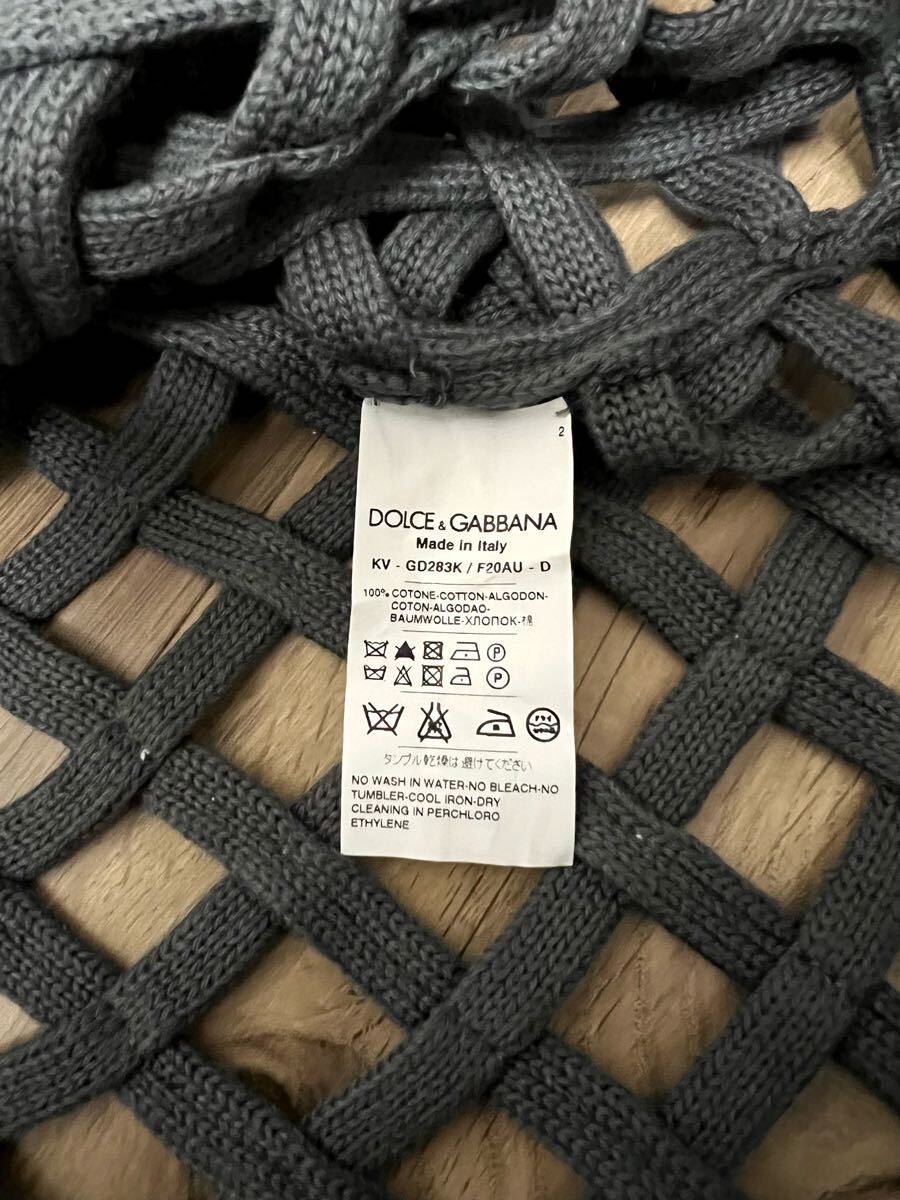 2
DOLCE & GABBANA
Made in Italy
KV - GD283K / F20AU - D
100% COTONE-COTTON-ALGODON-
COTON-ALGODAO-
BAUMWOLLE-ХЛОПОК-棉
P
P
タンブル乾燥は避けてください
NO WASH IN WATER-NO BLEACH-NO
TUMBLER-COOL IRON-DRY
CLEANING IN PERCHLORO
ETHYLENE